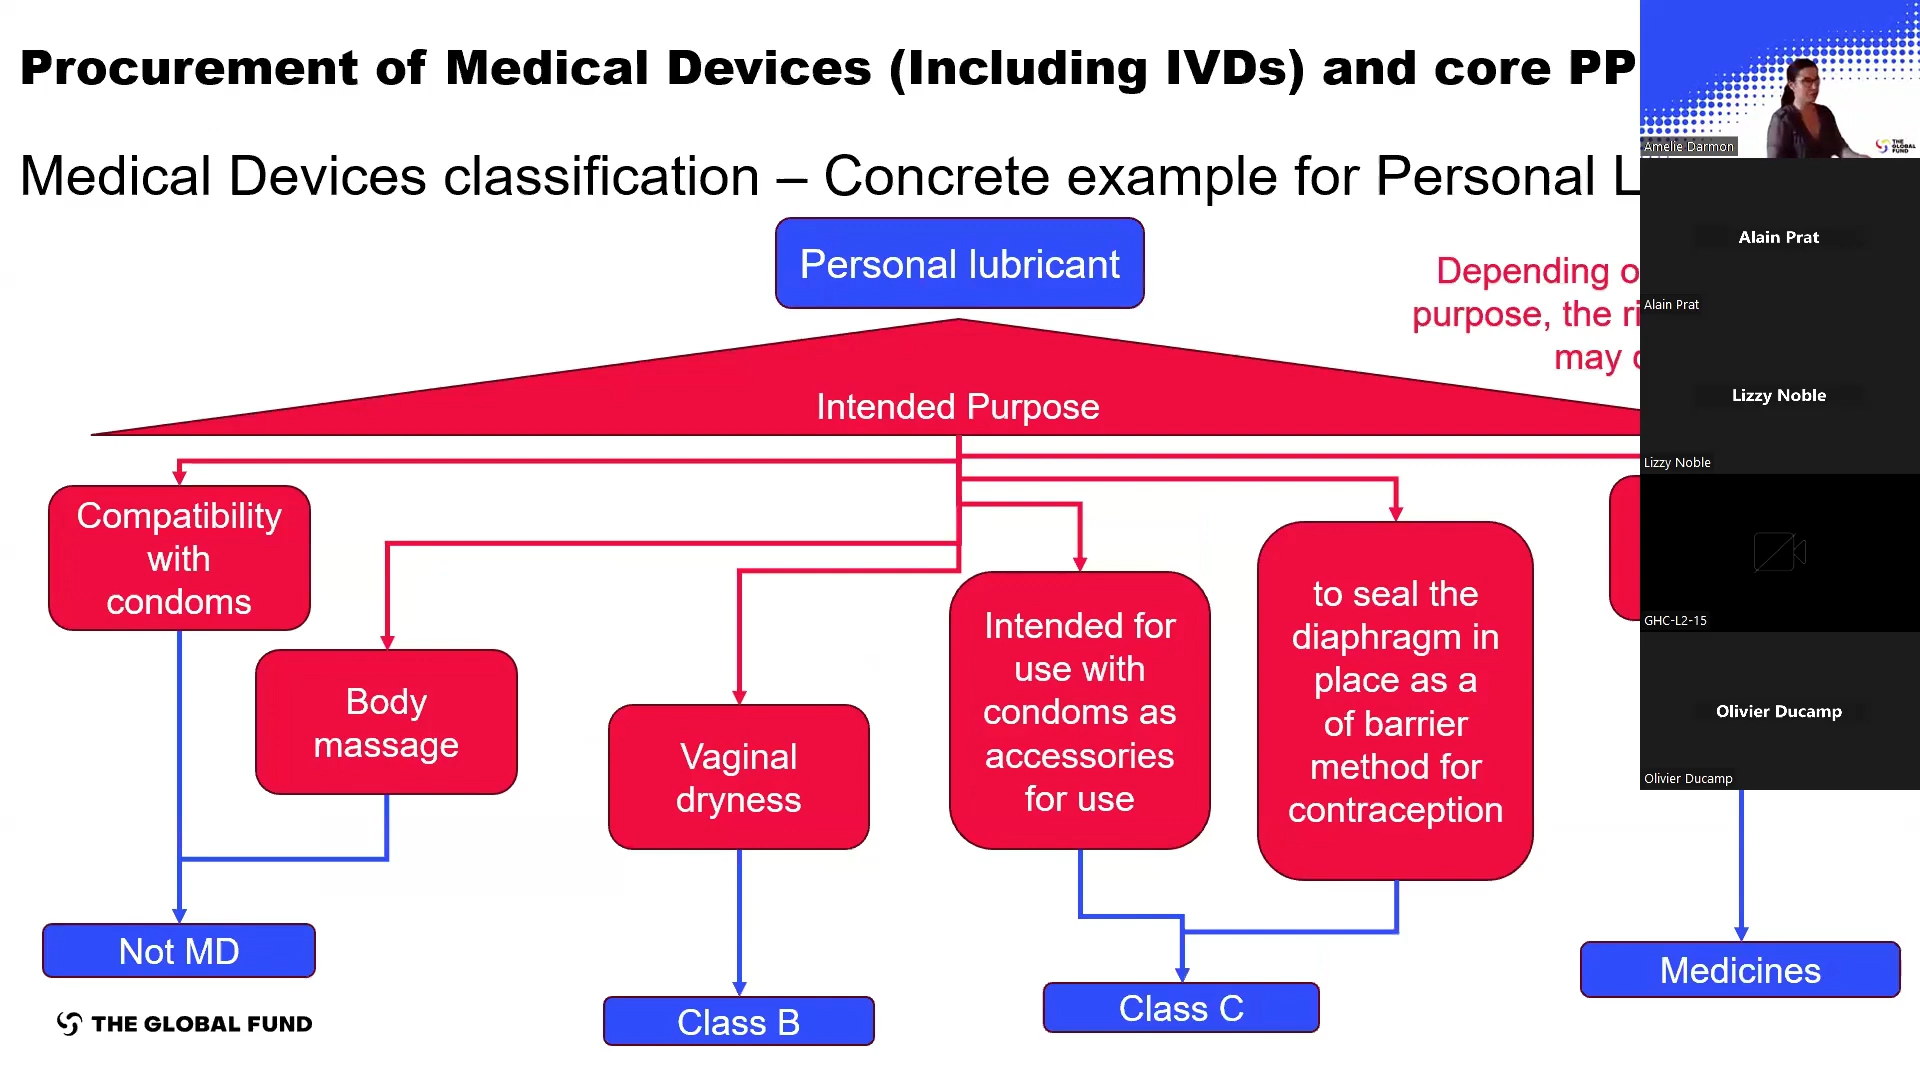 Procurement of Medical Devices (Including IVDs) and core PP
Medical Devices classification – Concrete example for Personal L
Personal lubricant
Depending o
purpose, the ri
may
Intended Purpose
Compatibility
with
condoms
Body
massage
Vaginal
dryness
Intended for
use with
condoms as
accessories
for use
to seal the
diaphragm in
place as a
of barrier
method for
contraception
Not MD
Class B
Class C
Medicines
THE GLOBAL FUND
Amelie Darmon
THE
GLOBAL
FUND
Alain Prat
Alain Prat
Lizzy Noble
Lizzy Noble
GHC-L2-15
Olivier Ducamp
Olivier Ducamp